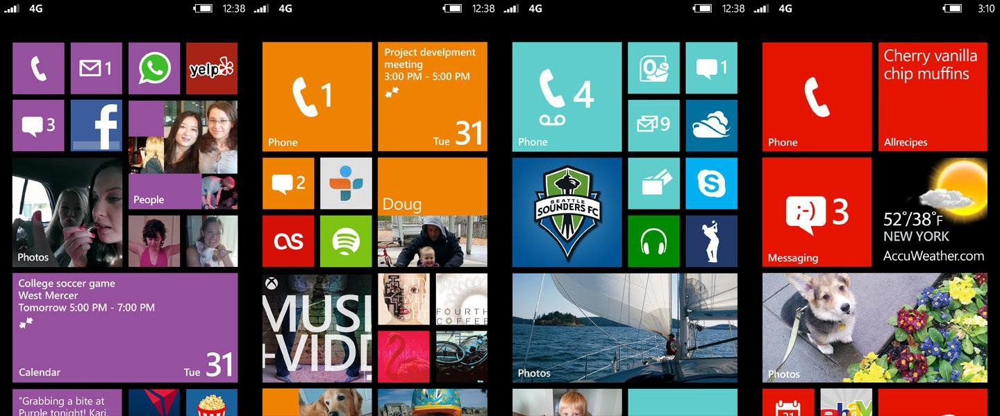 4G
12:38
1
yelp
3
f
People
Photos
College soccer game
West Mercer
Tomorrow 5:00 PM - 7:00 PM
Calendar
Tue 31
"Grabbing a bite at
Purple tonight! Kari,
4G
12:38
1
Phone
Project develpment
meeting
3:00 PM - 5:00 PM
Tue 31
2
Doug
MUSI
+VID
FOURTH
COFFEE
4G
12:38
4
Phone
1
9
SEATTLE
SOUNDERS FC
S
Photos
4G
3:10
Phone
Cherry vanilla
chip muffins
Allrecipes
;-) 3
Messaging
52°/38°F
NEW YORK
AccuWeather.com
Photos
31
ebay